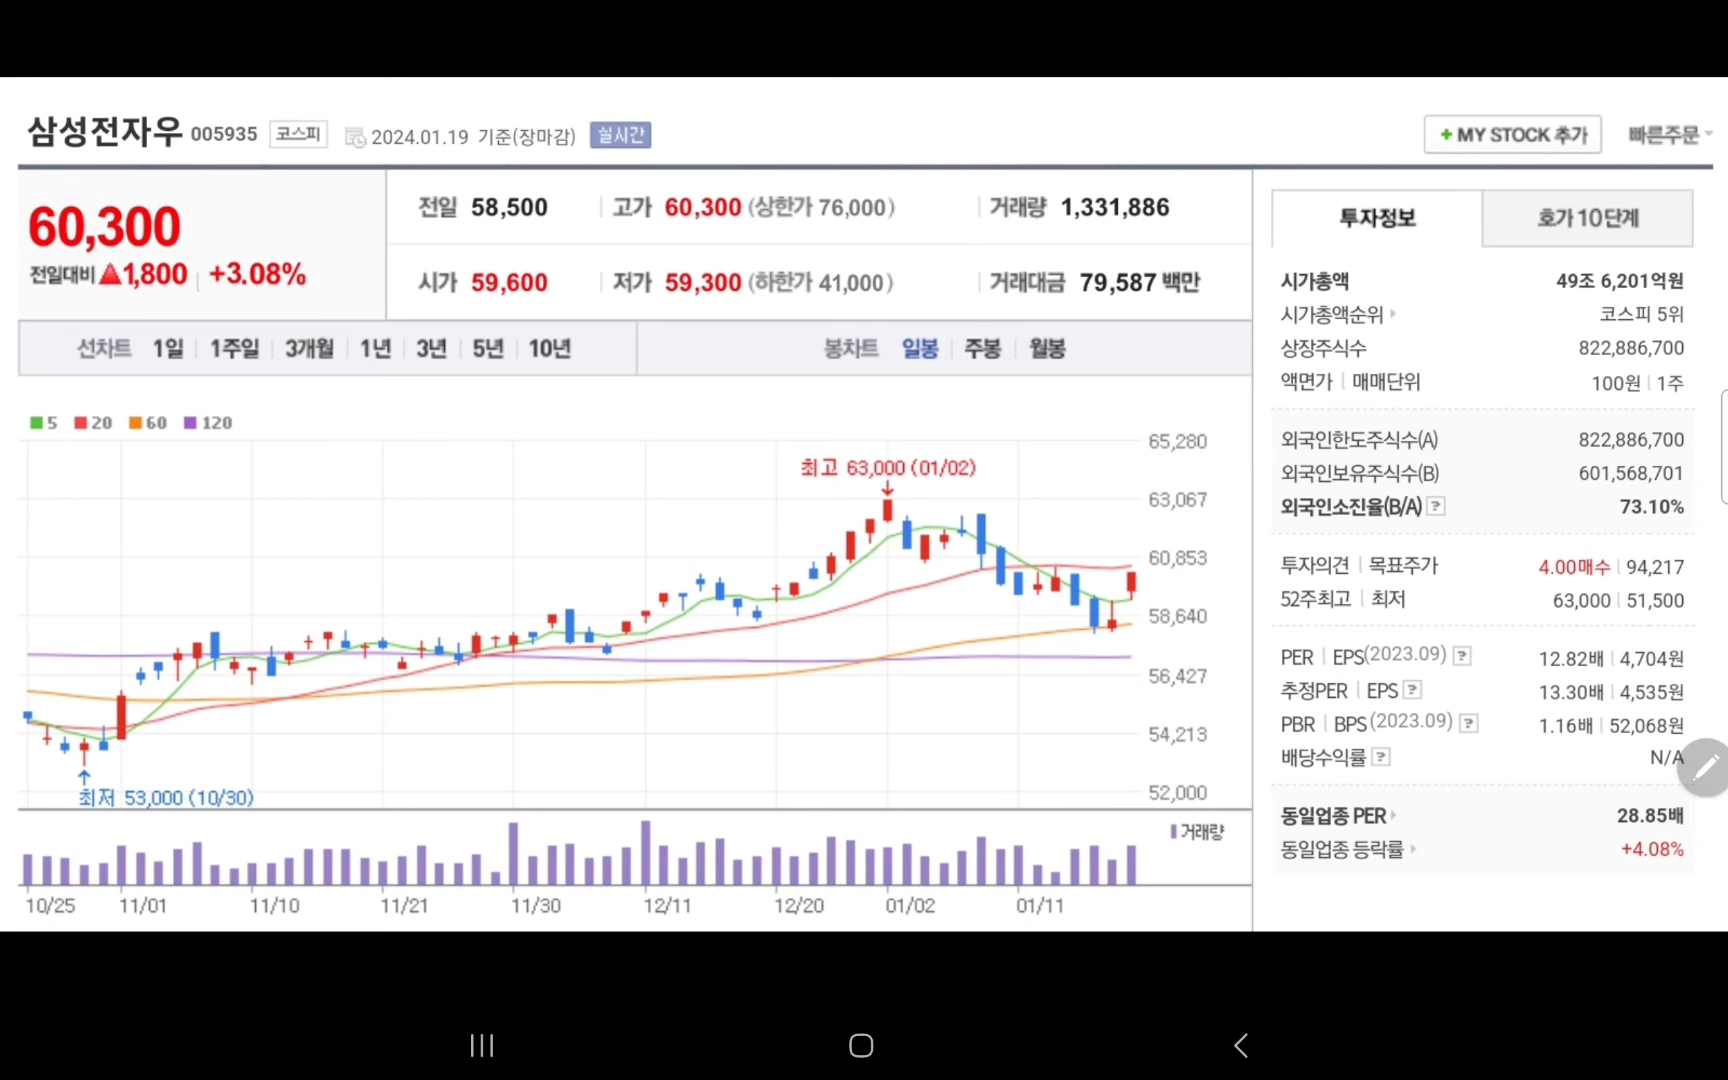 삼성전자우 005935 코스피 2024.01.19 기준(장마감) 실시간
+ MY STOCK 추가 빠른주문
60,300
전일대비 ▲1,800 +3.08%
전일 58,500 고가 60,300 (상한가 76,000) 거래량 1,331,886
시가 59,600 저가 59,300 (하한가 41,000) 거래대금 79,587 백만
선차트 1일 1주일 3개월 1년 3년 5년 10년 봉차트 일봉 주봉 월봉
5 20 60 120
65,280
최고 63,000 (01/02)
63,067
60,853
58,640
56,427
54,213
52,000
최저 53,000 (10/30)
거래량
10/25 11/01 11/10 11/21 11/30 12/11 12/20 01/02 01/11
투자정보 호가 10단계
시가총액 49조 6,201억원
시가총액순위 코스피 5위
상장주식수 822,886,700
액면가 매매단위 100원 1주
외국인한도주식수(A) 822,886,700
외국인보유주식수(B) 601,568,701
외국인소진율(B/A) ? 73.10%
투자의견 목표주가 4.00매수 94,217
52주최고 최저 63,000 51,500
PER EPS(2023.09) ? 12.82배 4,704원
추정PER EPS ? 13.30배 4,535원
PBR BPS (2023.09) ? 1.16배 52,068원
배당수익률 ? N/A
동일업종 PER 28.85배
동일업종 등락률 +4.08%